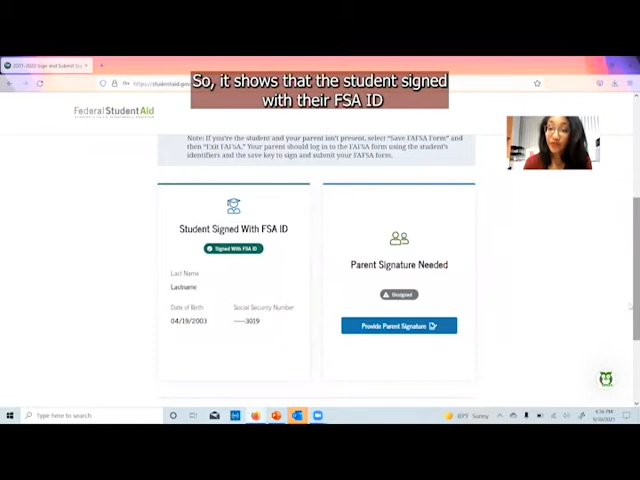 So, it shows that the student signed
with their FSA ID
Federal Student Aid
Note: If you're the student and your parent isn't present, select "Save FAFSA Form" and
then "Exit FAFSA." Your parent should log in to the FAFSA form using the student's
identifiers and the save key to sign and submit your FAFSA form.
Student Signed With FSA ID
Signed With FSA ID
Last Name
Lastname
Date of Birth
Social Security Number
04/19/2003
3019
Parent Signature Needed
Unsigned
Provide Parent Signature
Type here to search
Sunny